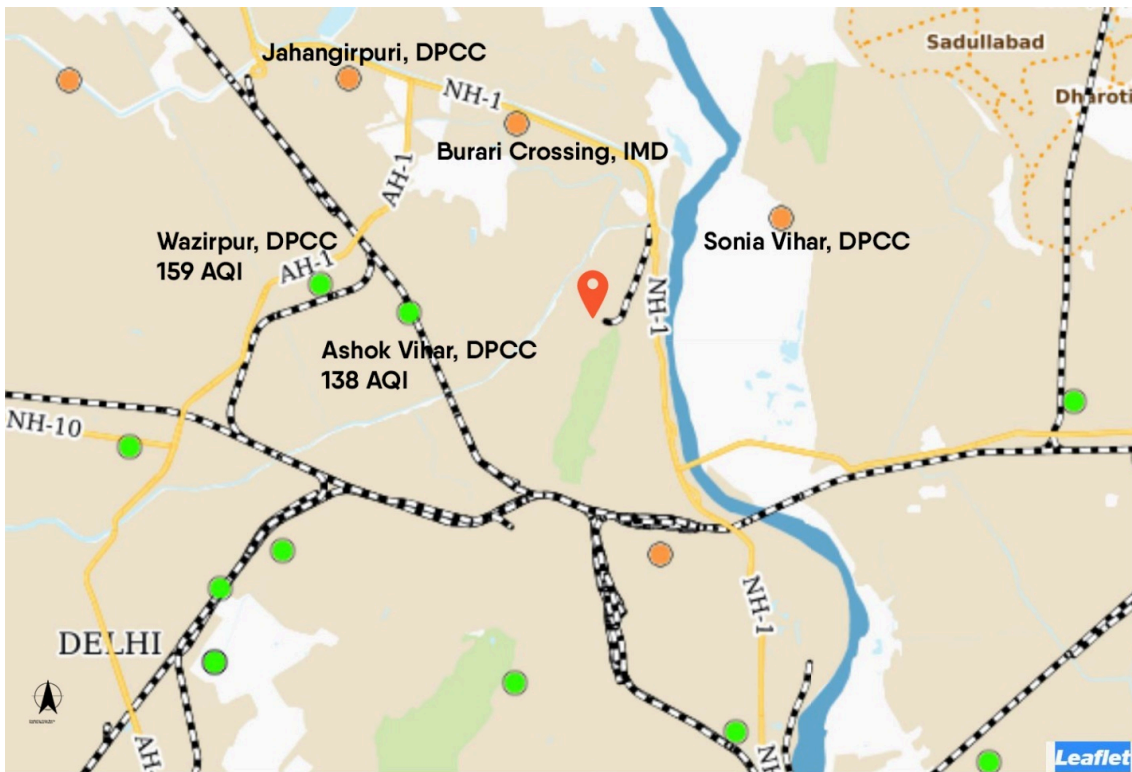 Sadullabad
Jahangirpuri, DPCC
NH-1
Dharoti
Burari Crossing, IMD
AH-1
Wazirpur, DPCC
159 AQI
AH-1
Sonia Vihar, DPCC
NH-1
Ashok Vihar, DPCC
138 AQI
NH-10
NH-1
DELHI
AH-
NH
Leaflet